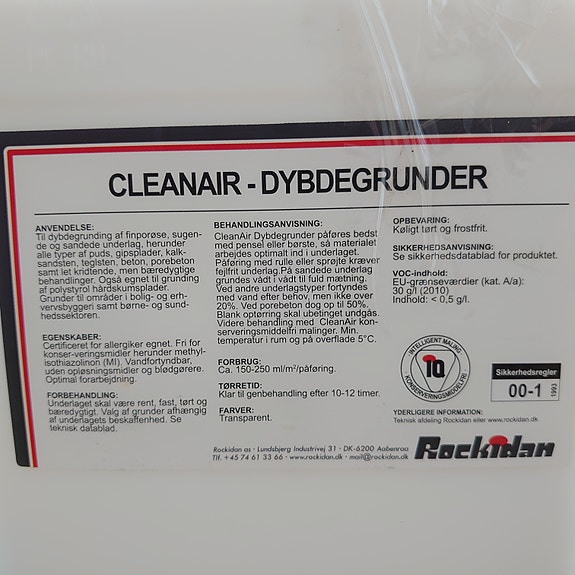 CLEANAIR - DYBDEGRUNDER
ANVENDELSE:
Til dybdegrunding af finporøse, sugen-
de og sandede underlag, herunder
alle typer af puds, gipsplader, kalk-
sandsten, teglsten, beton, porebeton
samt let kridtende, men bæredygtige
behandlinger. Også egnet til grunding
af polystyrol hårdskumsplader.
Grunder til områder i bolig- og erh-
vervsbyggeri samt børne- og sund-
hedssektoren.
EGENSKABER:
Certificeret for allergiker egnet. Fri for
konser-veringsmidler herunder methyl-
isothiazolinon (MI). Vandfortyndbar,
uden opløsningsmidler og blødgørere.
Optimal forarbejdning.
FORBEHANDLING:
Underlaget skal være rent, fast, tørt og
bæredygtigt. Valg af grunder afhængig
af underlagets beskaffenhed. Se
teknisk datablad.
BEHANDLINGSANVISNING:
CleanAir Dybdegrunder påføres bedst
med pensel eller børste, så materialet
arbejdes optimalt ind i underlaget.
Påføring med rulle eller sprøjte kræver
fejlfrit underlag.På sandede underlag
grundes vådt i vådt til fuld mætning.
Ved andre underlagstyper fortyndes
med vand efter behov, men ikke over
20%. Ved porebeton dog op til 50%.
Blank optørring skal ubetinget undgås.
Videre behandling med CleanAir kon-
serveringsmiddelfri malinger. Min.
temperatur i rum og på overflade 5°C.
FORBRUG:
Ca. 150-250 ml/m²/påføring.
TØRRETID:
Klar til genbehandling efter 10-12 timer.
FARVER:
Transparent.
OPBEVARING:
Køligt tørt og frostfrit.
SIKKERHEDSANVISNING:
Se sikkerhedsdatablad for produktet.
VOC-indhold:
EU-grænseværdier (kat. A/a):
30 g/l (2010)
Indhold: < 0,5 g/l.
INTELLIGENT MALING
IQ
KONSERVERINGSMIDDELFRI
Sikkerhedsregler
00-1
1993
YDERLIGERE INFORMATION:
Teknisk afdeling Rockidan eller www.rockidan.dk
Rockidan as · Lundsbjerg Industrivej 31 · DK-6200 Aabenraa
Tlf. +45 74 61 33 66 · www.rockidan.dk · mail@rockidan.dk
Rockidan